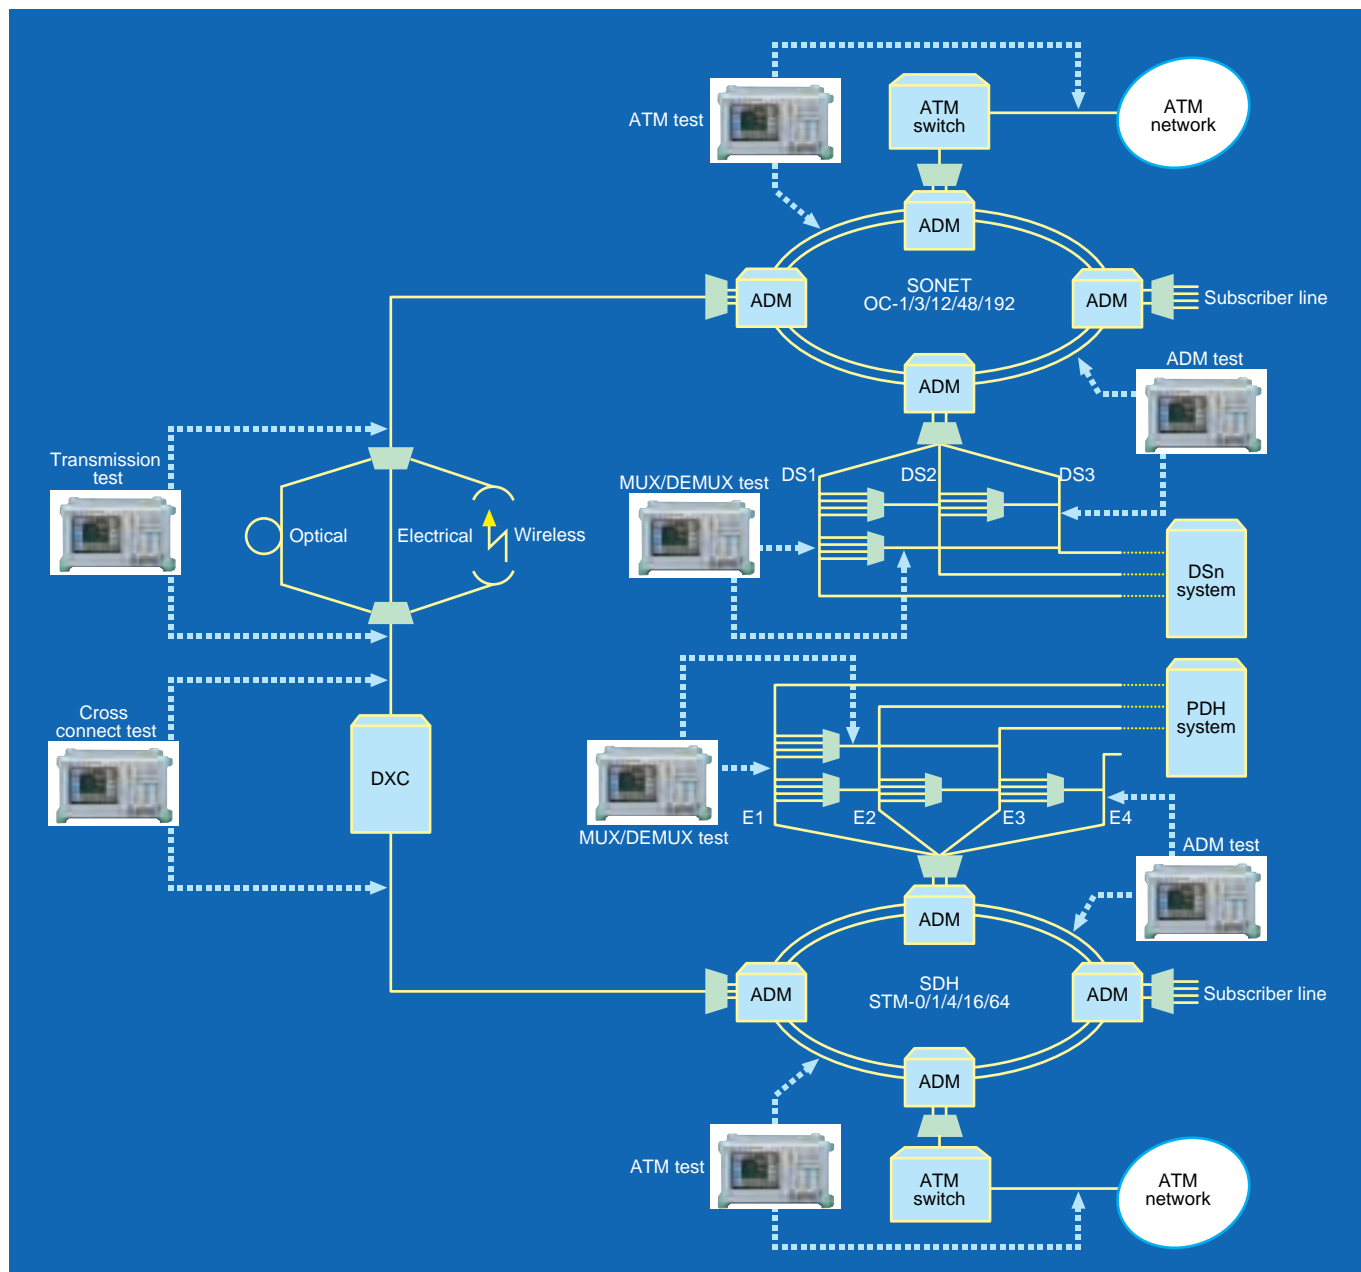 ATM test
ATM
switch
ATM
network
ADM
ADM
SONET
OC-1/3/12/48/192
ADM
Subscriber line
ADM
ADM test
Transmission
test
Optical
Electrical
Wireless
MUX/DEMUX test
DS1
DS2
DS3
DSn
system
Cross
connect test
DXC
PDH
system
MUX/DEMUX test
E1
E2
E3
E4
ADM test
ADM
ADM
SDH
STM-0/1/4/16/64
ADM
Subscriber line
ADM
ATM test
ATM
switch
ATM
network